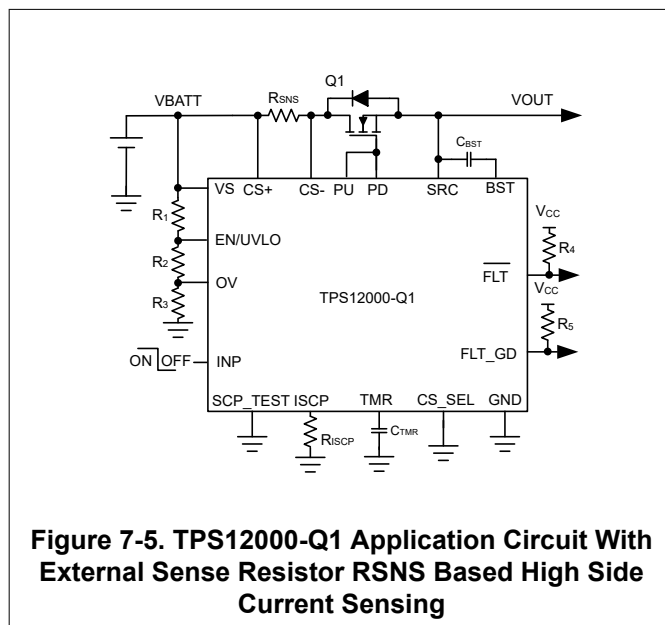 Q1
RSNS
VBATT
VOUT
CBST
VS CS+ CS- PU PD SRC BST
R1
EN/UVLO
R2
OV
R3
VCC
R4
FLT
TPS12000-Q1
VCC
R5
FLT_GD
ON OFF INP
SCP_TEST ISCP TMR CS_SEL GND
RISCP
CTMR
Figure 7-5. TPS12000-Q1 Application Circuit With
External Sense Resistor RSNS Based High Side
Current Sensing